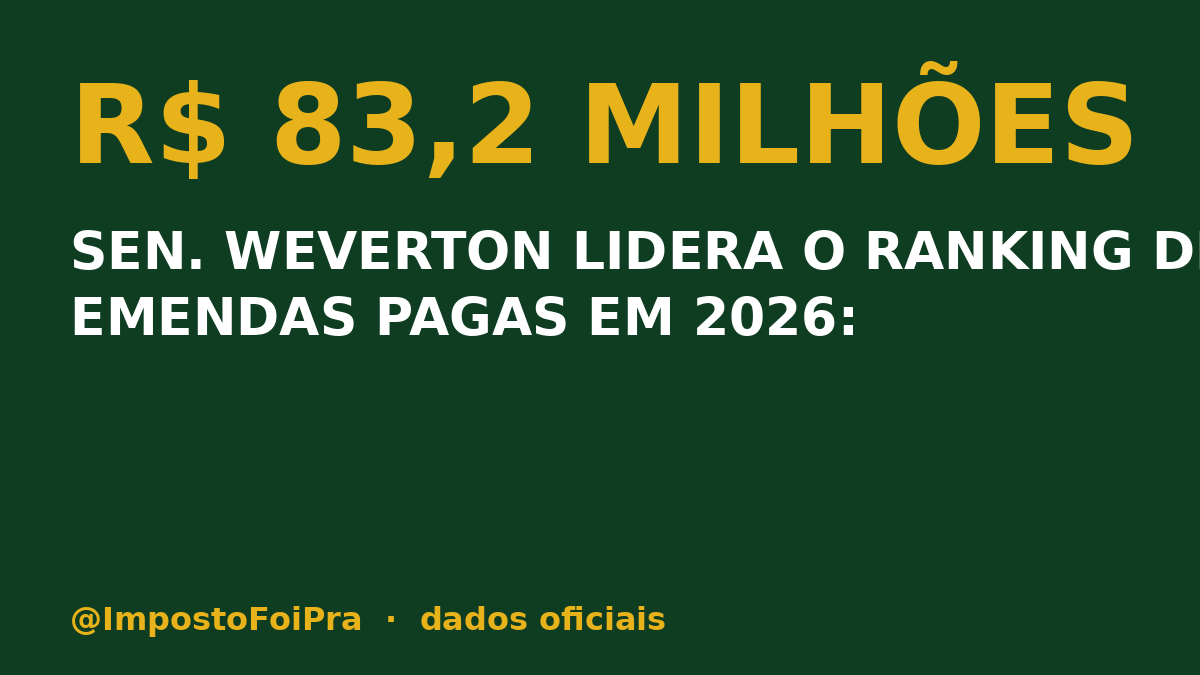 R$ 83,2 MILHÕES
SEN. WEVERTON LIDERA O RANKING
EMENDAS PAGAS EM 2026:
@ImpostoFoiPra · dados oficiais